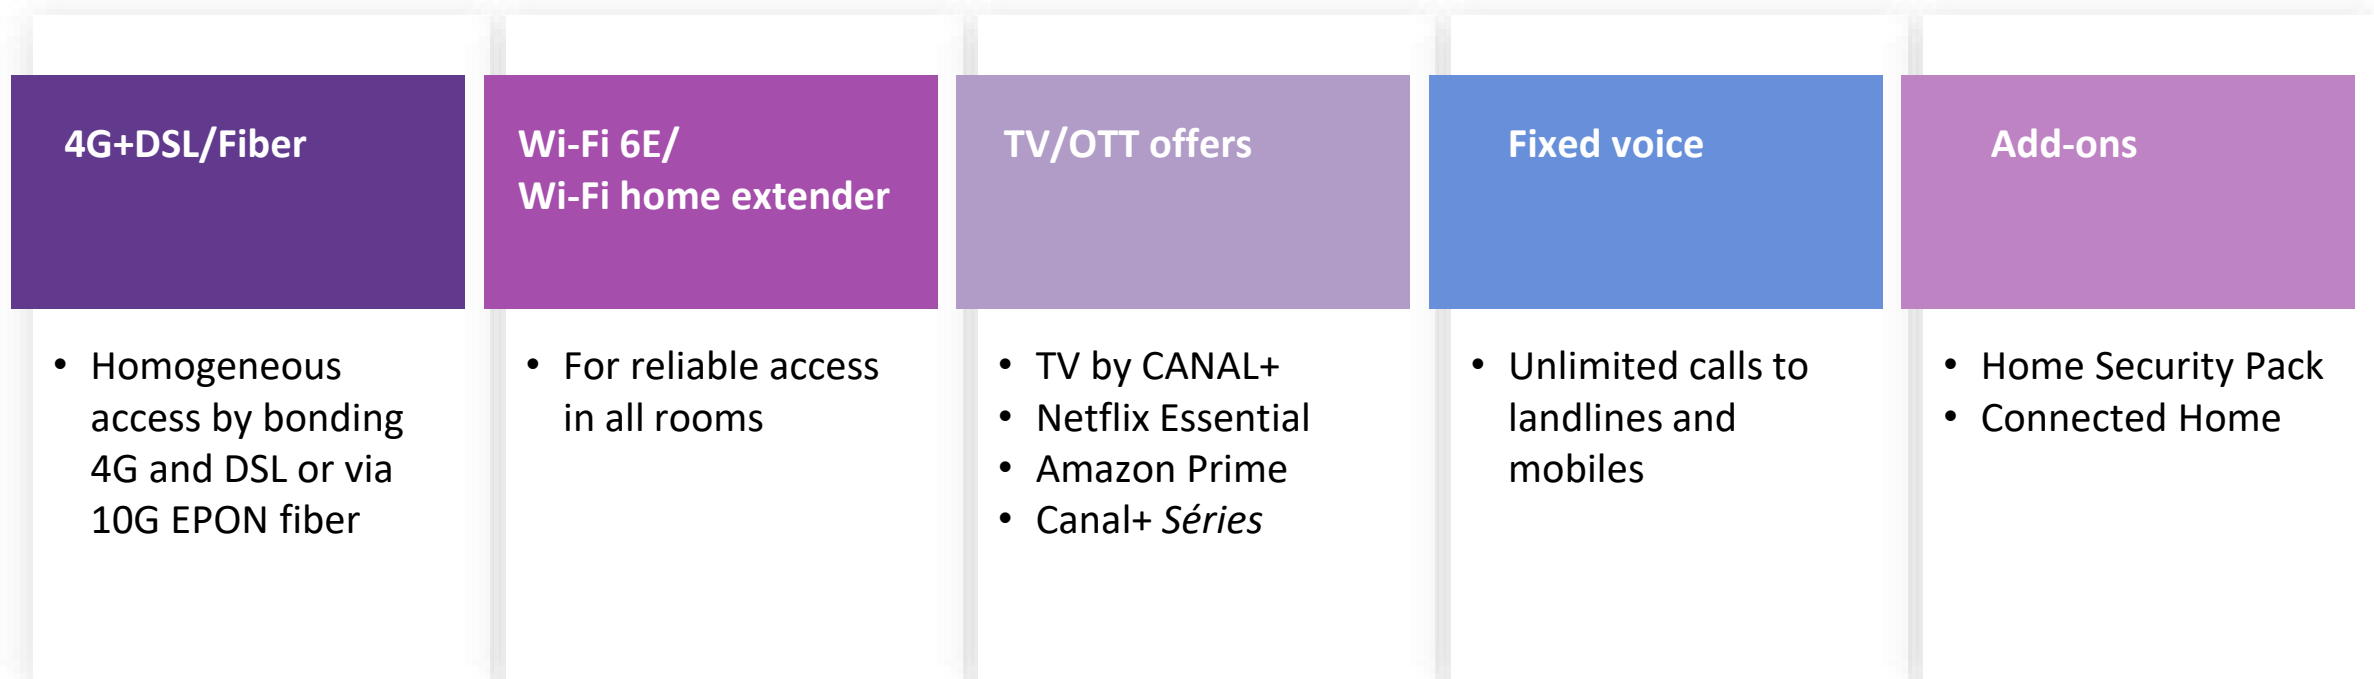 4G+DSL/Fiber
• Homogeneous
access by bonding
4G and DSL or via
10G EPON fiber
Wi-Fi 6E/
Wi-Fi home extender
• For reliable access
in all rooms
TV/OTT offers
• TV by CANAL+
• Netflix Essential
• Amazon Prime
• Canal+ Séries
Fixed voice
• Unlimited calls to
landlines and
mobiles
Add-ons
• Home Security Pack
• Connected Home